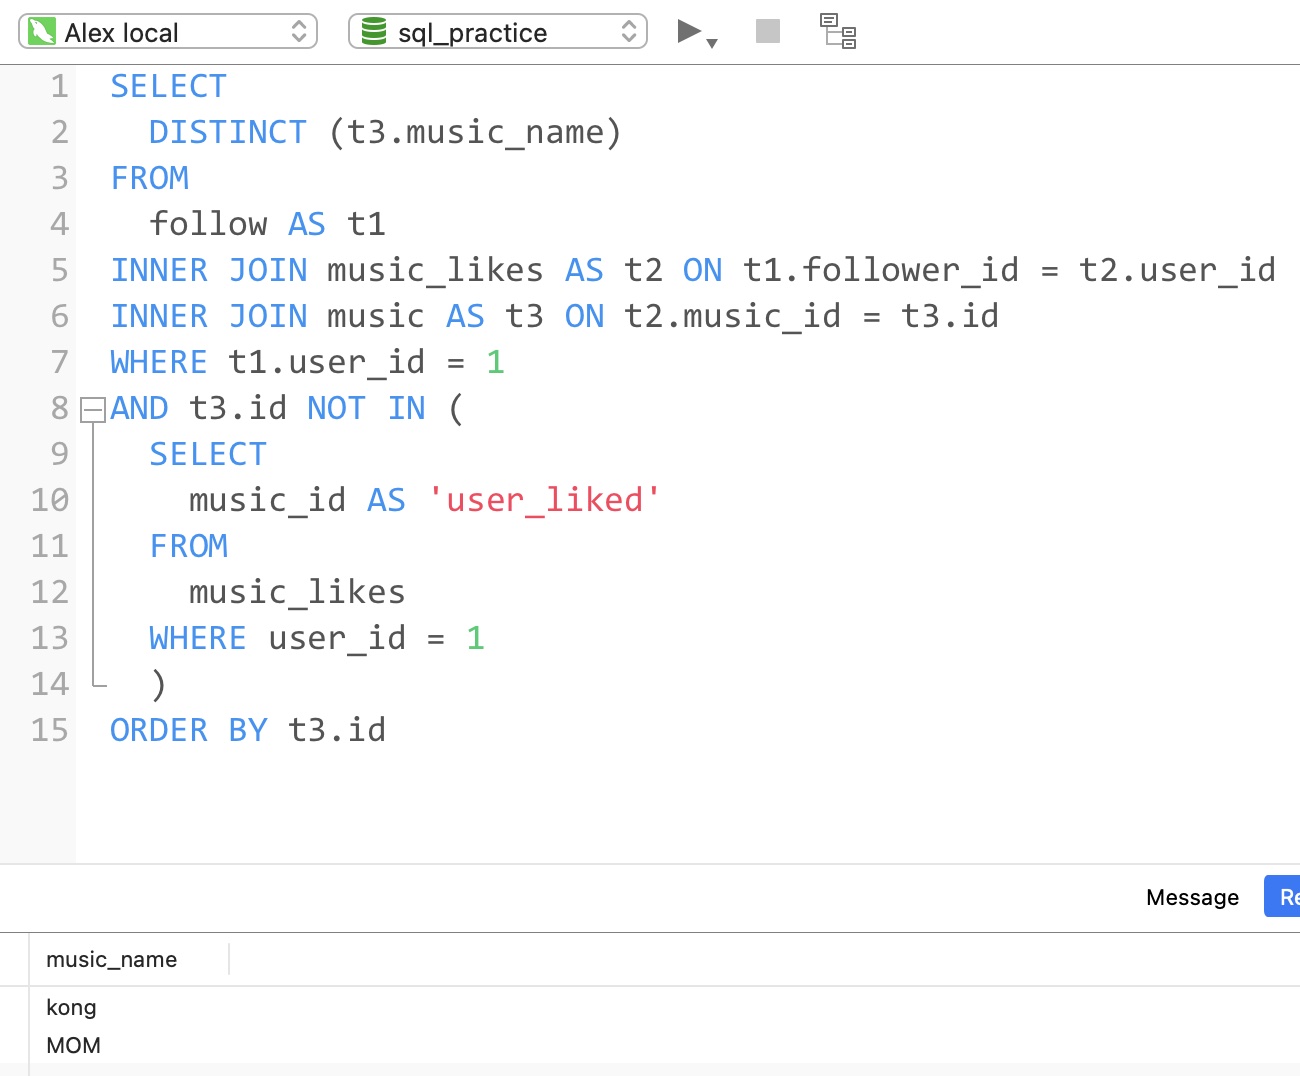 Alex local sql_practice
1 SELECT
2 DISTINCT (t3.music_name)
3 FROM
4 follow AS t1
5 INNER JOIN music_likes AS t2 ON t1.follower_id = t2.user_id
6 INNER JOIN music AS t3 ON t2.music_id = t3.id
7 WHERE t1.user_id = 1
8 AND t3.id NOT IN (
9 SELECT
10 music_id AS 'user_liked'
11 FROM
12 music_likes
13 WHERE user_id = 1
14 )
15 ORDER BY t3.id
Message
music_name
kong
MOM